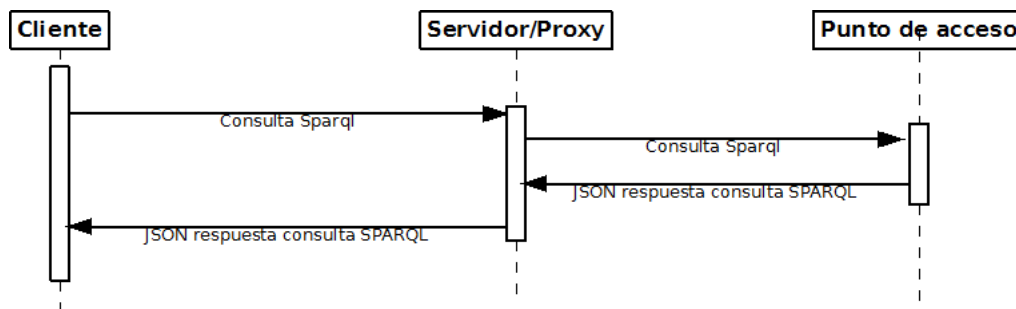 Cliente
Servidor/Proxy
Punto de acceso
Consulta Sparql
Consulta Sparql
JSON respuesta consulta SPARQL
JSON respuesta consulta SPARQL